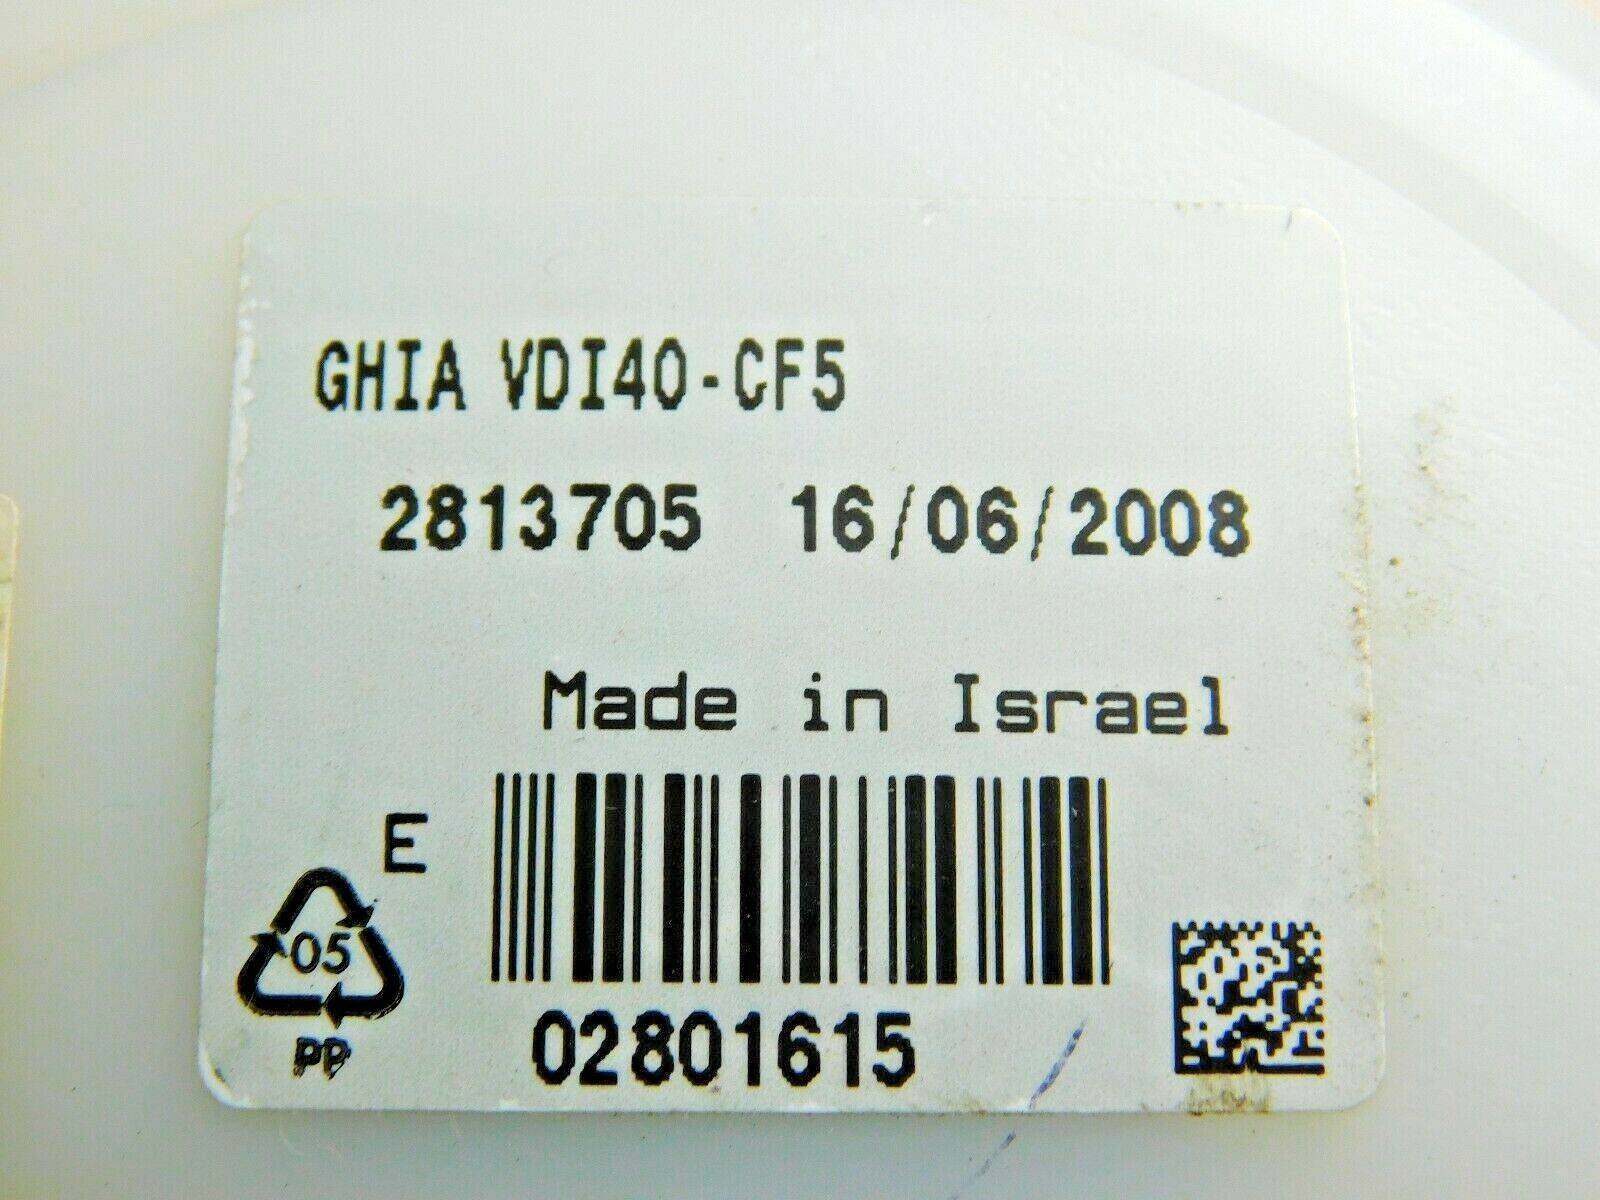 GHIA VDI40-CF5
2813705 16/06/2008
Made in Israel
E
05
PP
02801615